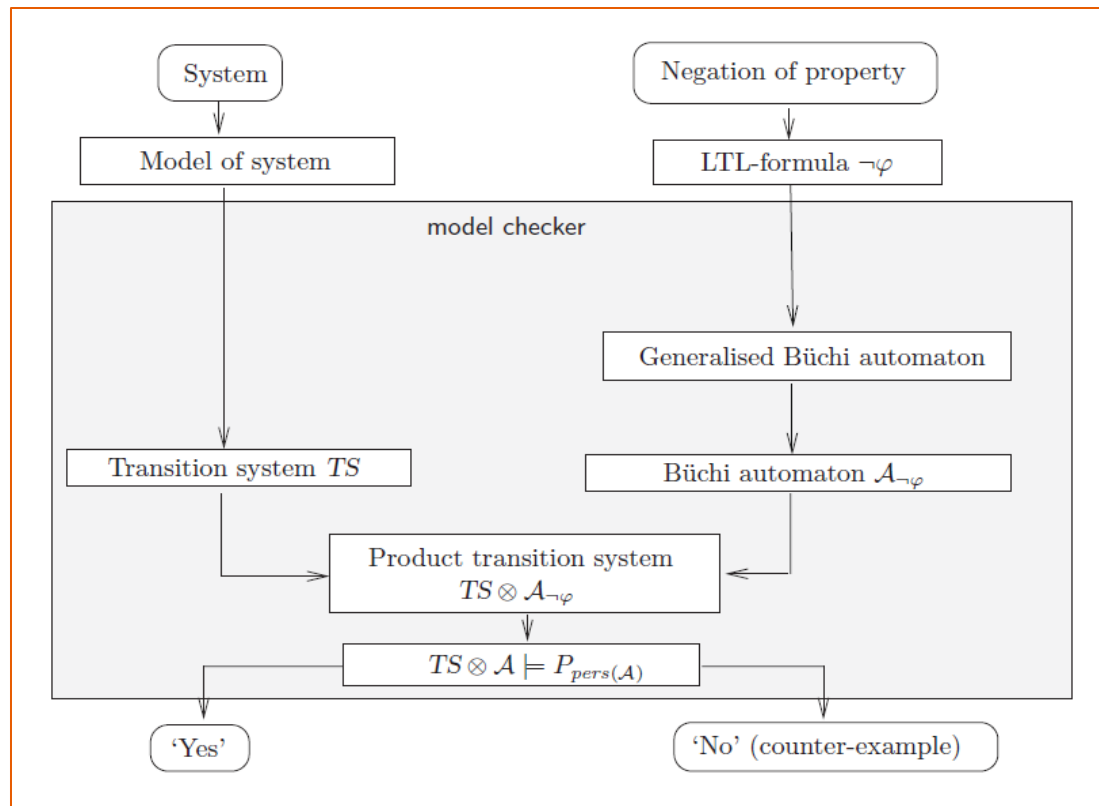 System
Negation of property
Model of system
LTL-formula ¬φ
model checker
Generalised Büchi automaton
Transition system TS
Büchi automaton 𝒜¬φ
Product transition system
TS ⊗ 𝒜¬φ
TS ⊗ 𝒜 ⊨ P_pers(𝒜)
‘Yes’
‘No’ (counter-example)